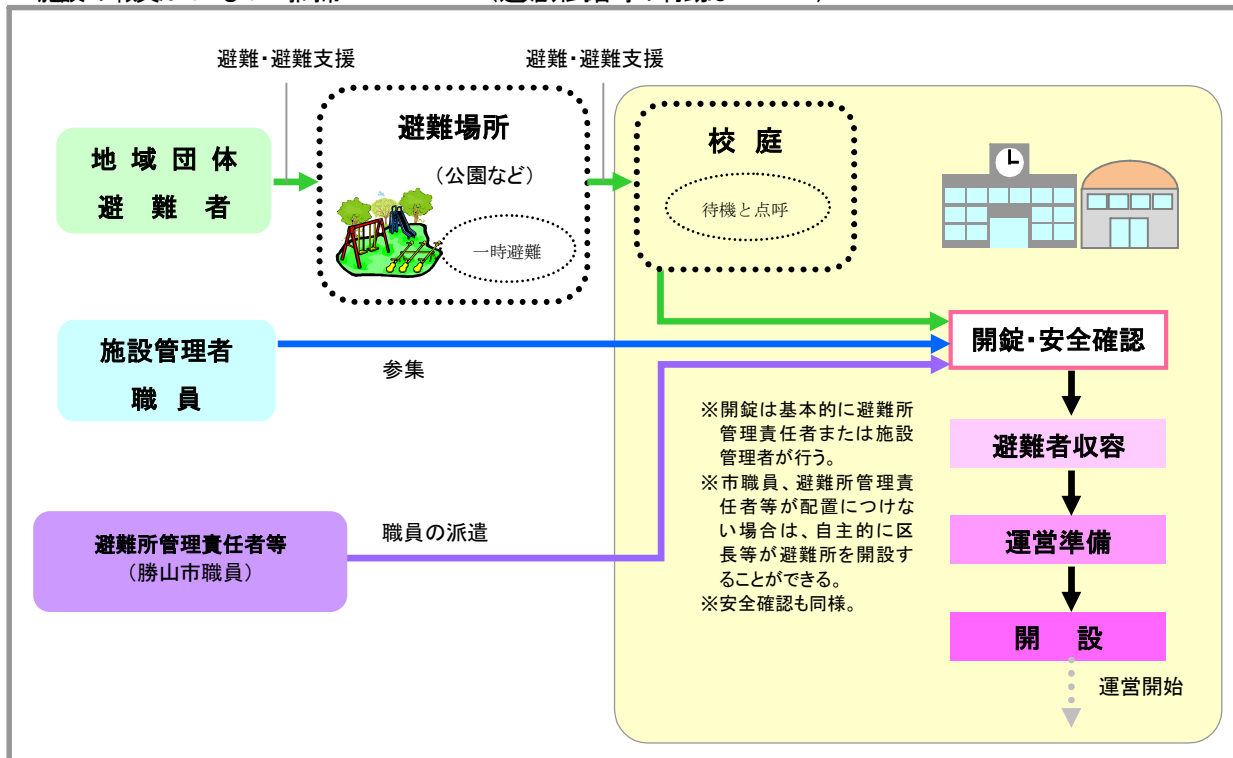 避難・避難支援
避難・避難支援
地域団体
避難者
避難場所
(公園など)
一時避難
校庭
待機と点呼
施設管理者
職員
参集
開錠・安全確認
避難所管理責任者等
(勝山市職員)
職員の派遣
※開錠は基本的に避難所
管理責任者または施設
管理者が行う。
※市職員、避難所管理責
任者等が配置につけな
い場合は、自主的に区
長等が避難所を開設す
ることができる。
※安全確認も同様。
避難者収容
運営準備
開設
運営開始